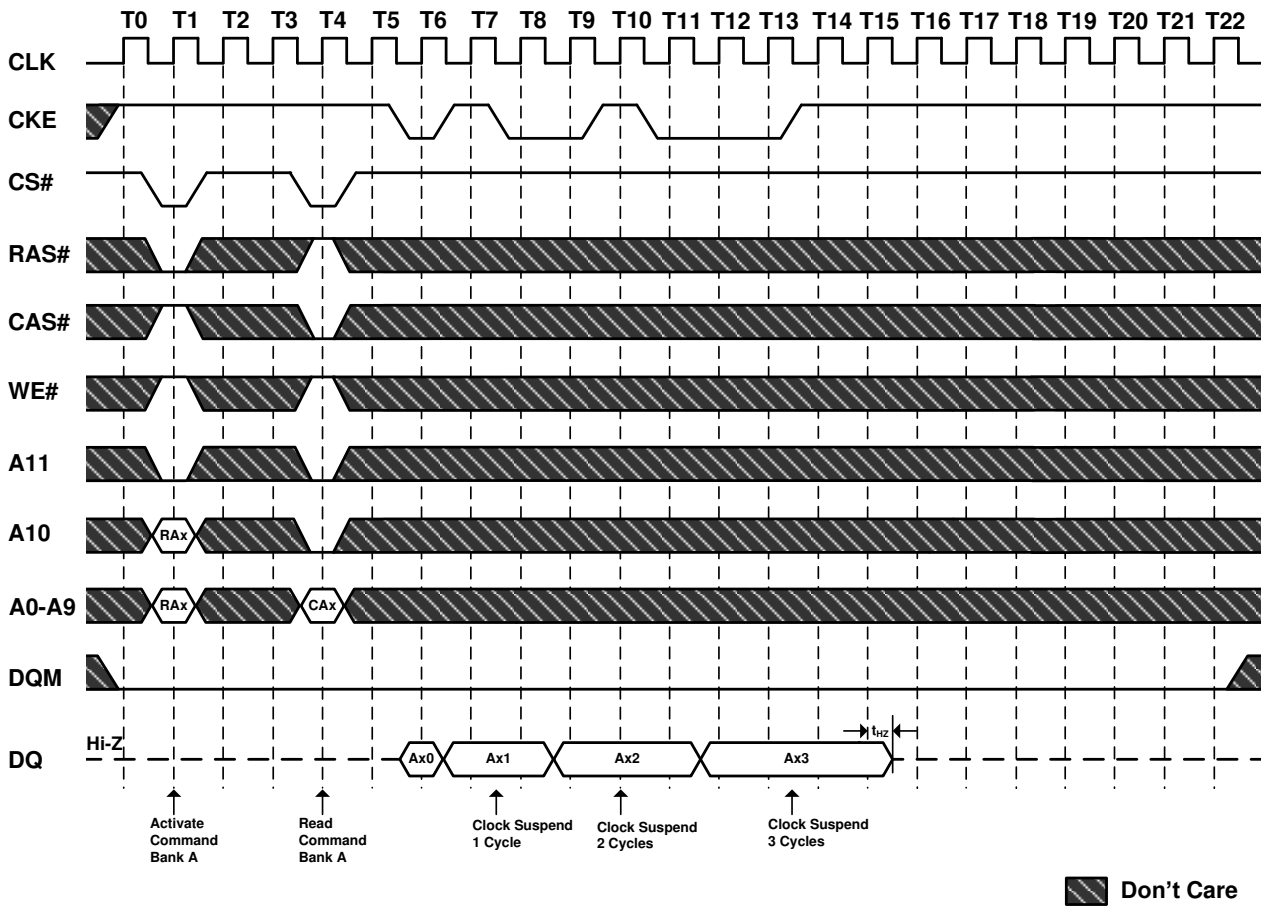 T0 T1 T2 T3 T4 T5 T6 T7 T8 T9 T10 T11 T12 T13 T14 T15 T16 T17 T18 T19 T20 T21 T22
CLK
CKE
CS#
RAS#
CAS#
WE#
A11
A10 RAx
A0-A9 RAx CAx
DQM
tHZ
Hi-Z
DQ Ax0 Ax1 Ax2 Ax3
Activate
Command
Bank A
Read
Command
Bank A
Clock Suspend
1 Cycle
Clock Suspend
2 Cycles
Clock Suspend
3 Cycles
Don't Care